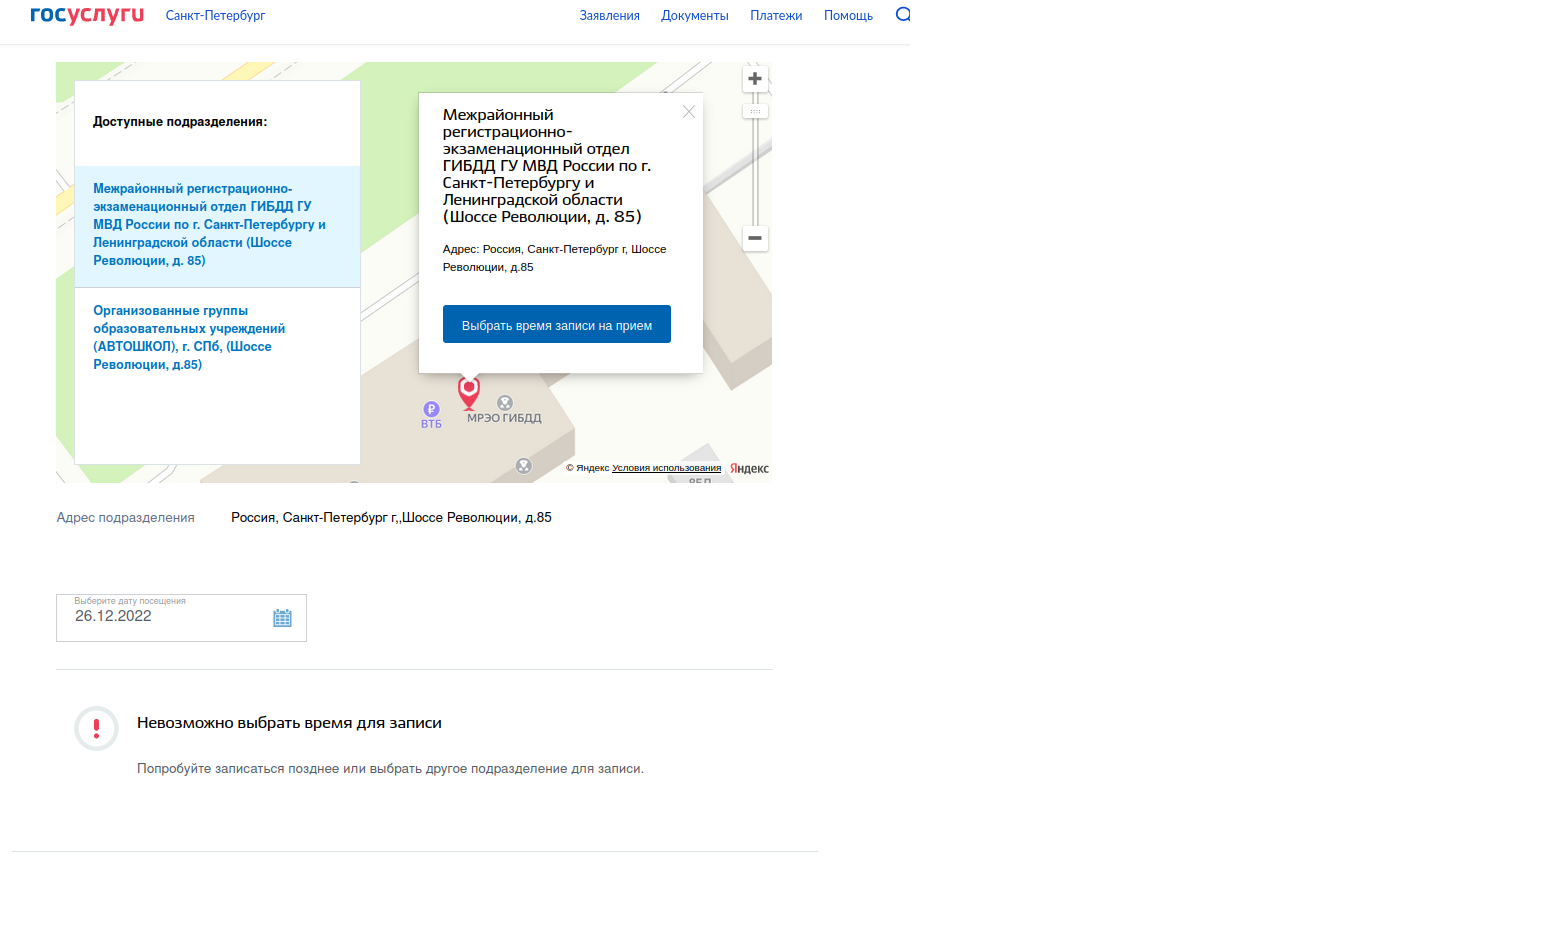 госуслуги Санкт-Петербург Заявления Документы Платежи Помощь
Доступные подразделения:
Межрайонный регистрационно-
экзаменационный отдел ГИБДД ГУ
МВД России по г. Санкт-Петербургу и
Ленинградской области (Шоссе
Революции, д. 85)
Организованные группы
образовательных учреждений
(АВТОШКОЛ), г. СПб, (Шоссе
Революции, д.85)
Межрайонный
регистрационно-
экзаменационный отдел
ГИБДД ГУ МВД России по г.
Санкт-Петербургу и
Ленинградской области
(Шоссе Революции, д. 85)
Адрес: Россия, Санкт-Петербург г, Шоссе
Революции, д.85
Выбрать время записи на прием
ВТБ
МРЭО ГИБДД
© Яндекс Условия использования Яндекс
Адрес подразделения Россия, Санкт-Петербург г,,Шоссе Революции, д.85
Выберите дату посещения
26.12.2022
Невозможно выбрать время для записи
Попробуйте записаться позднее или выбрать другое подразделение для записи.